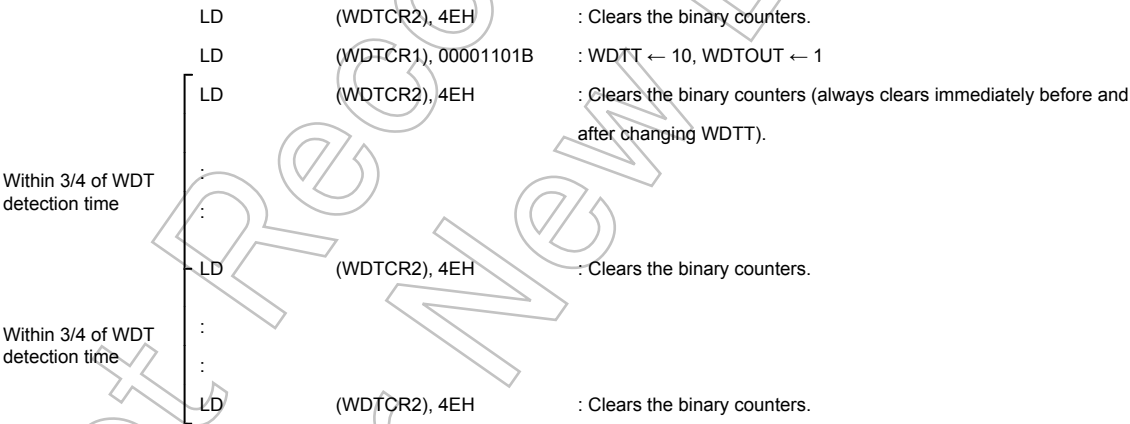 LD (WDTCR2), 4EH : Clears the binary counters.
LD (WDTCR1), 00001101B : WDTT ← 10, WDTOUT ← 1
LD (WDTCR2), 4EH : Clears the binary counters (always clears immediately before and
after changing WDTT).
Within 3/4 of WDT
detection time
:
:
LD (WDTCR2), 4EH : Clears the binary counters.
Within 3/4 of WDT
detection time
:
:
LD (WDTCR2), 4EH : Clears the binary counters.